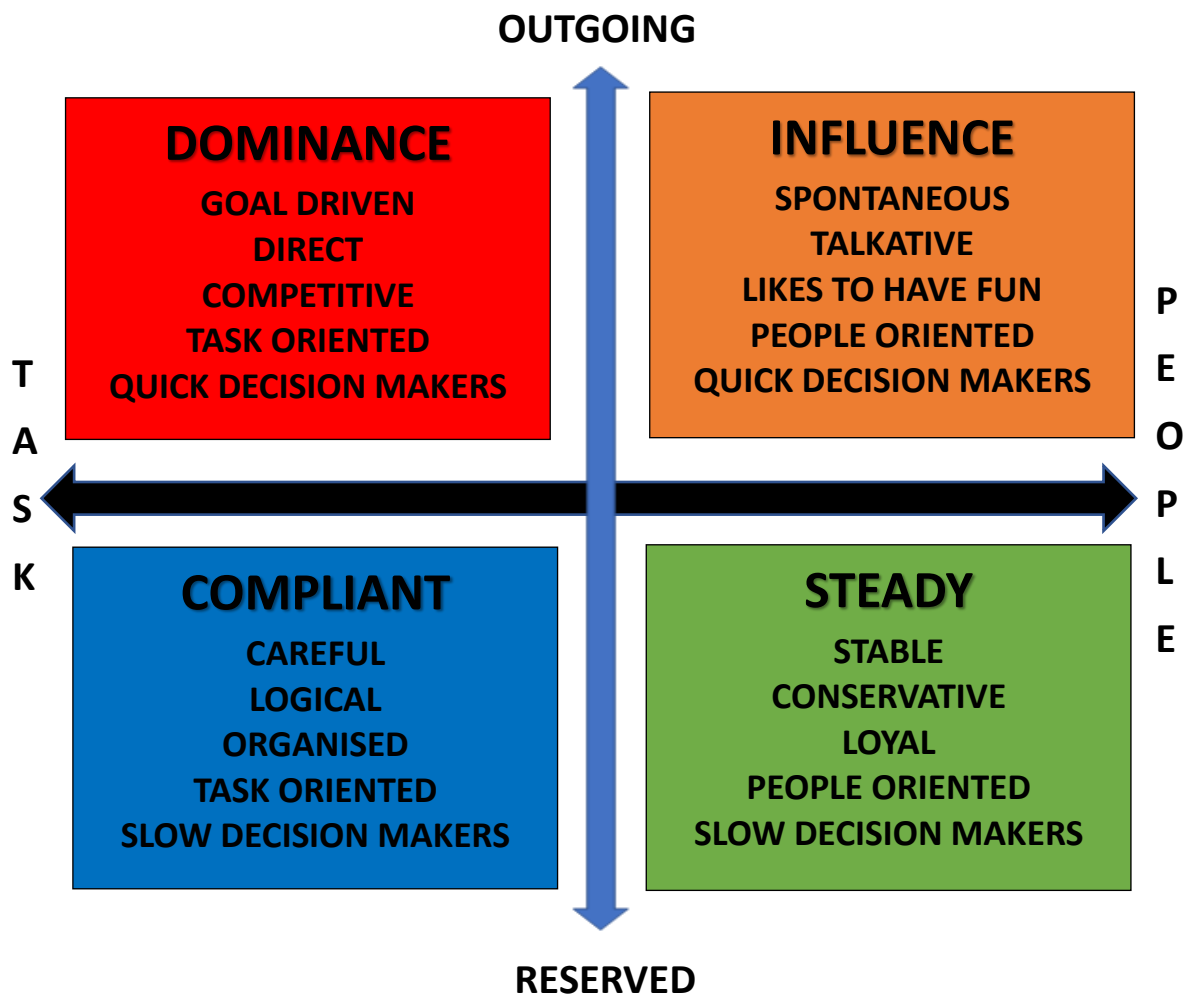 OUTGOING
DOMINANCE
GOAL DRIVEN
DIRECT
COMPETITIVE
TASK ORIENTED
QUICK DECISION MAKERS
INFLUENCE
SPONTANEOUS
TALKATIVE
LIKES TO HAVE FUN
PEOPLE ORIENTED
QUICK DECISION MAKERS
TASK
PEOPLE
COMPLIANT
CAREFUL
LOGICAL
ORGANISED
TASK ORIENTED
SLOW DECISION MAKERS
STEADY
STABLE
CONSERVATIVE
LOYAL
PEOPLE ORIENTED
SLOW DECISION MAKERS
RESERVED